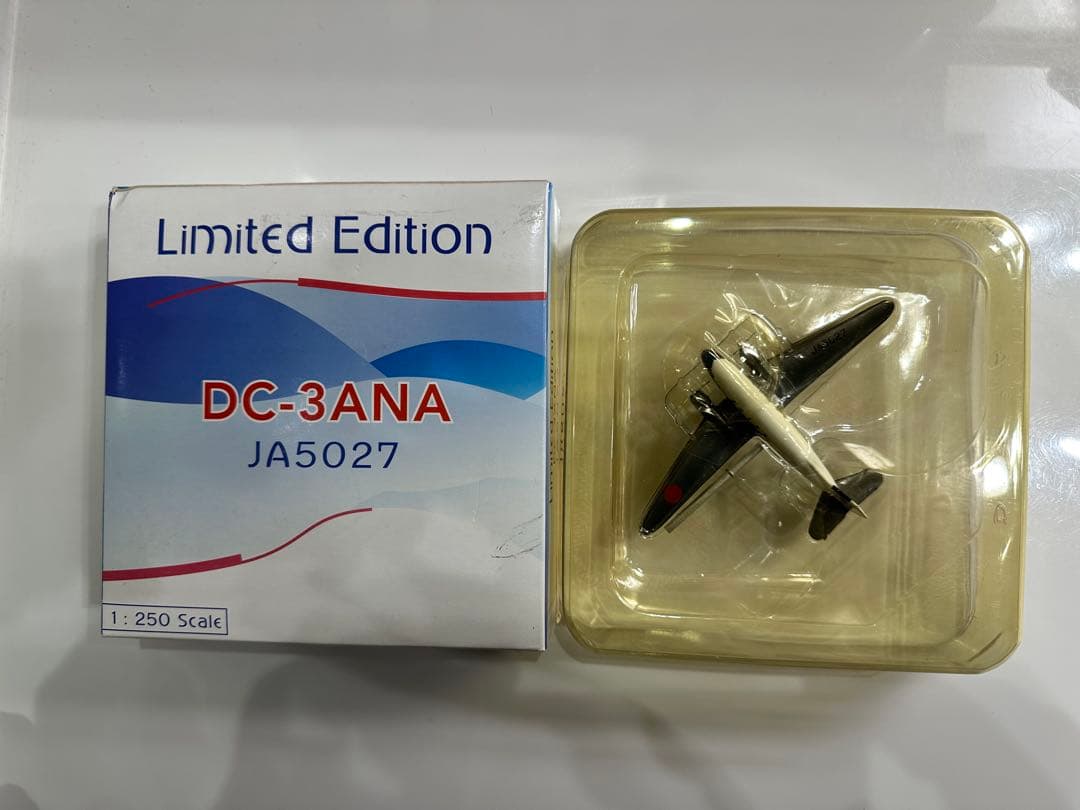 Limited Edition
DC-3ANA
JA5027
1 : 250 Scale